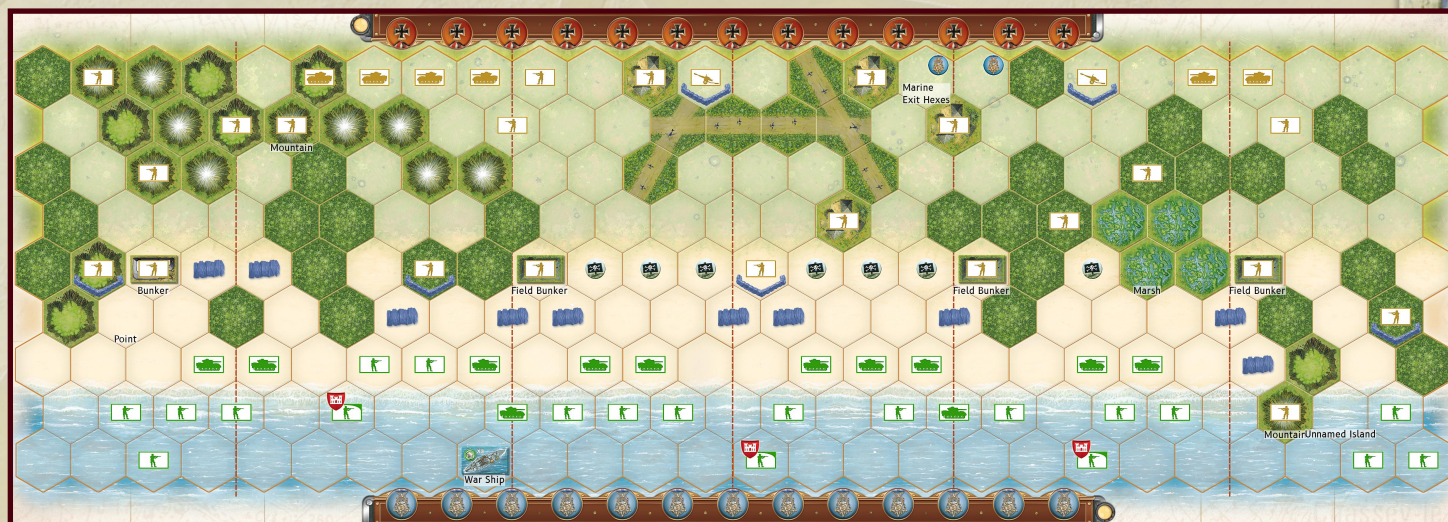 Marine
Exit Hexes
Mountain
Bunker
Field Bunker
Field Bunker
Marsh
Field Bunker
Point
Mountain
Unnamed Island
War Ship